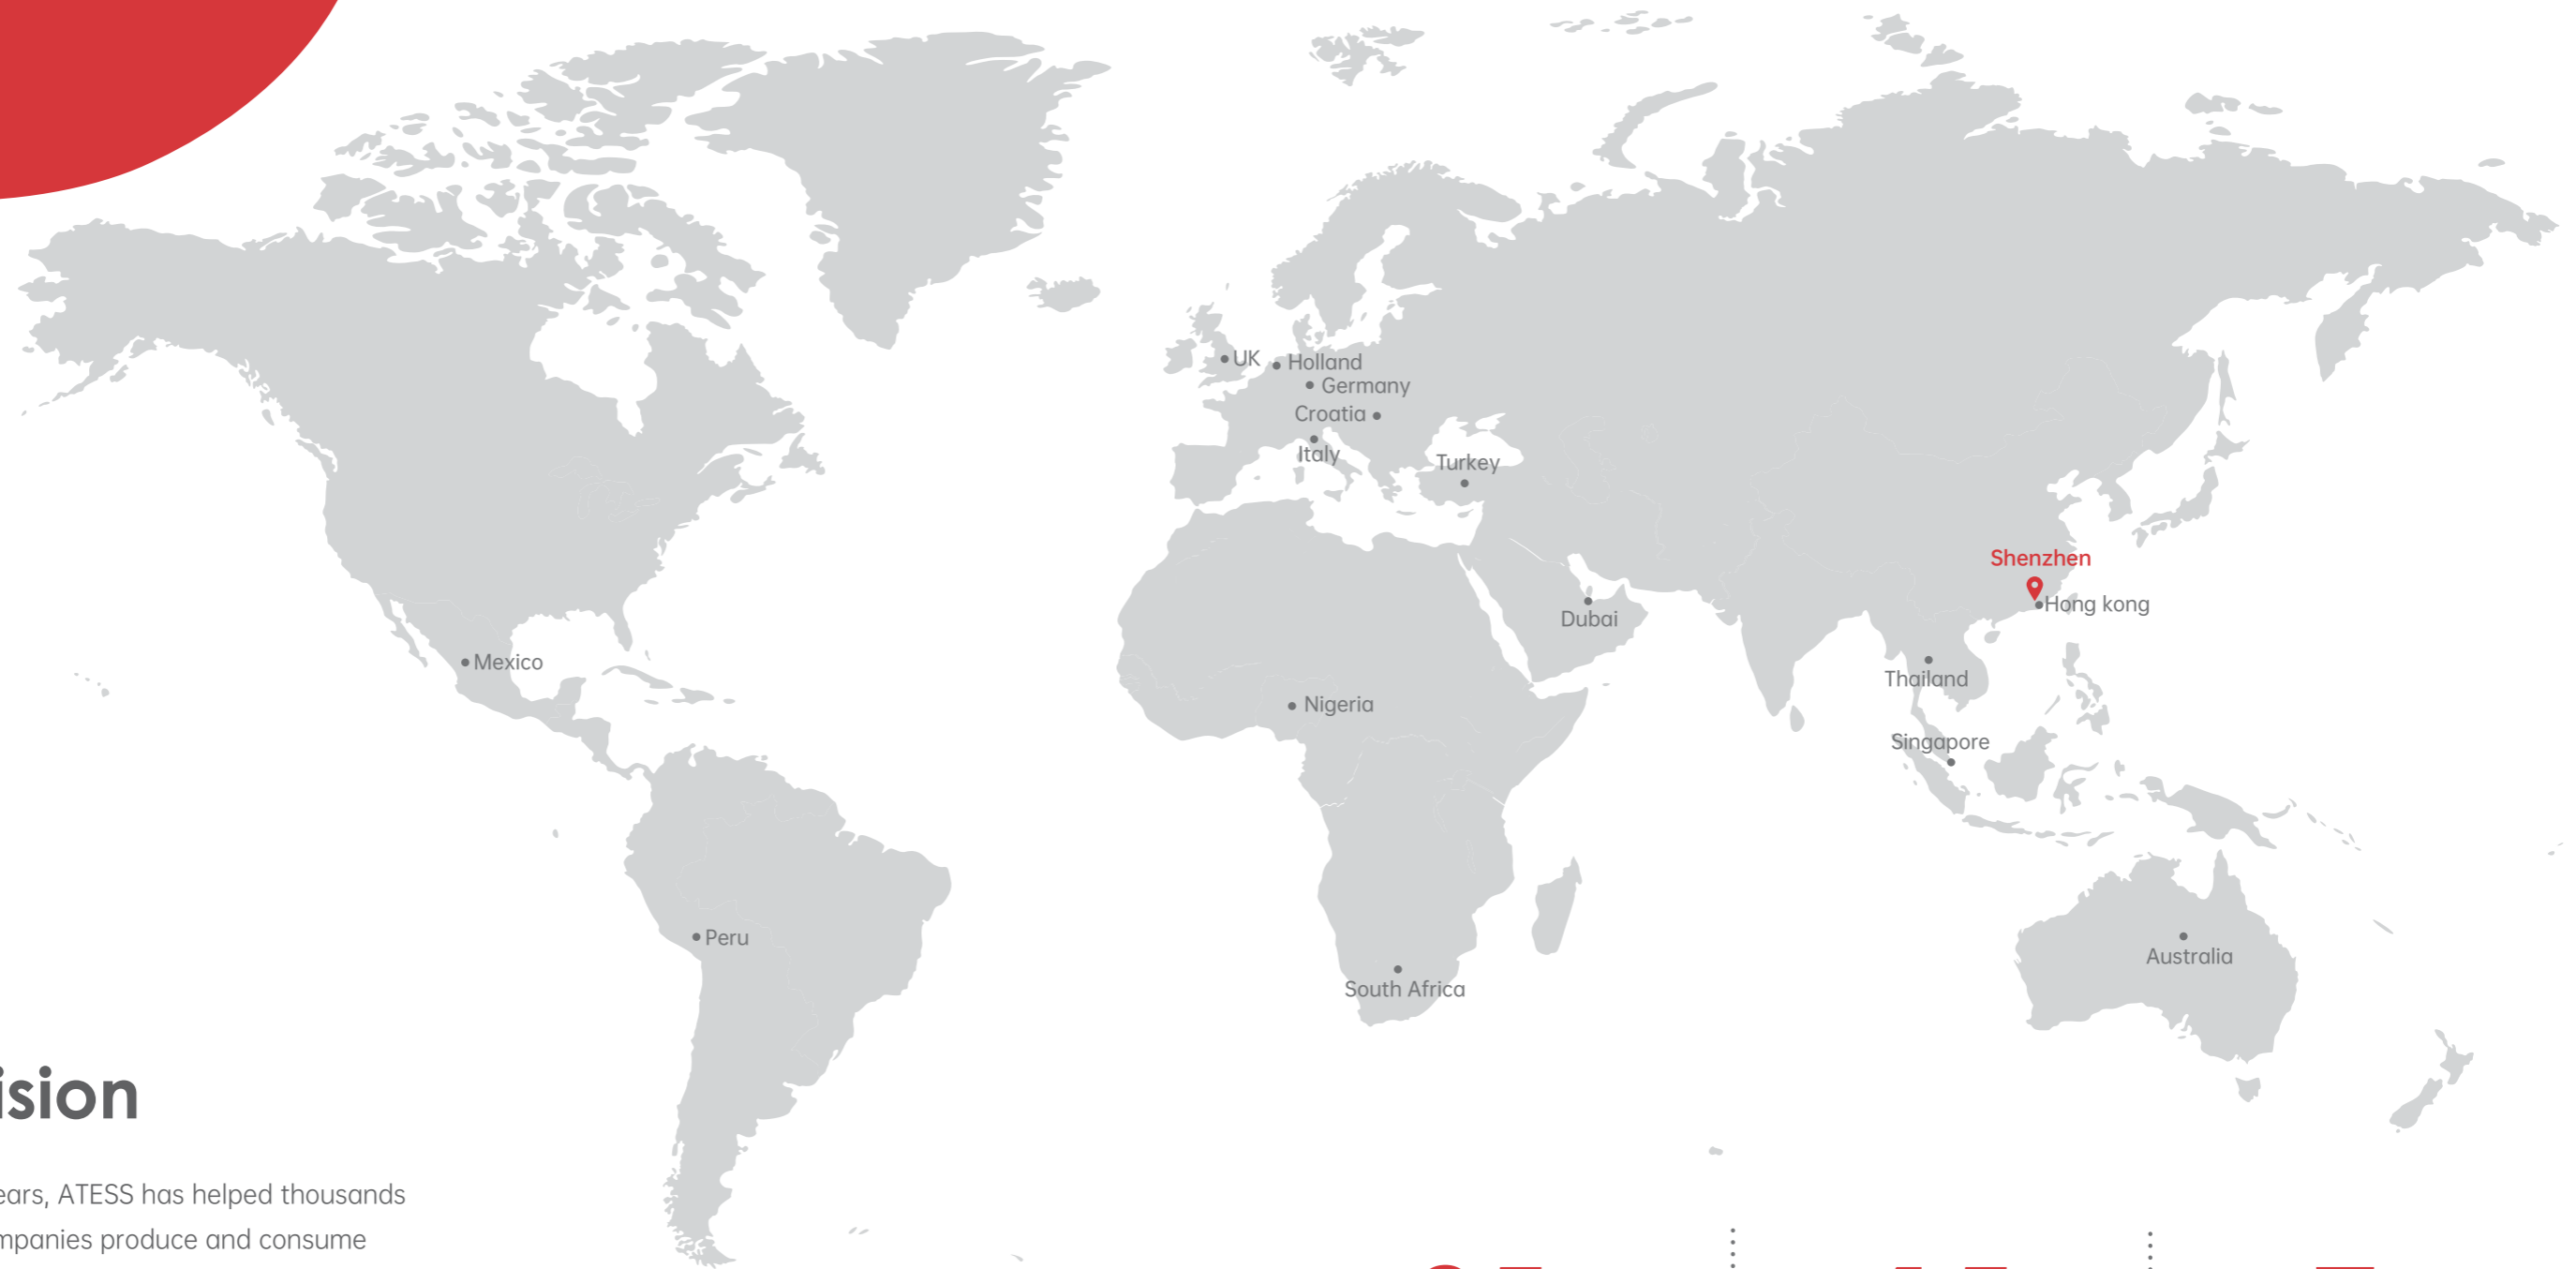 UK
Holland
Germany
Croatia
Italy
Turkey
Shenzhen
Hong kong
Dubai
Mexico
Thailand
Nigeria
Singapore
Peru
Australia
South Africa
ision
ears, ATESS has helped thousands
mpanies produce and consume